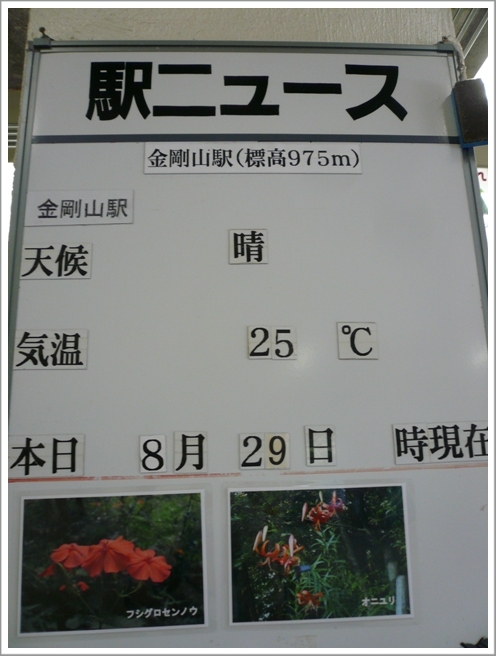 駅ニュース
金剛山駅(標高975m)
金剛山駅
天候 晴
気温 25 ℃
本日 8月 29日 時現在
フシグロセンノウ
オニユリ